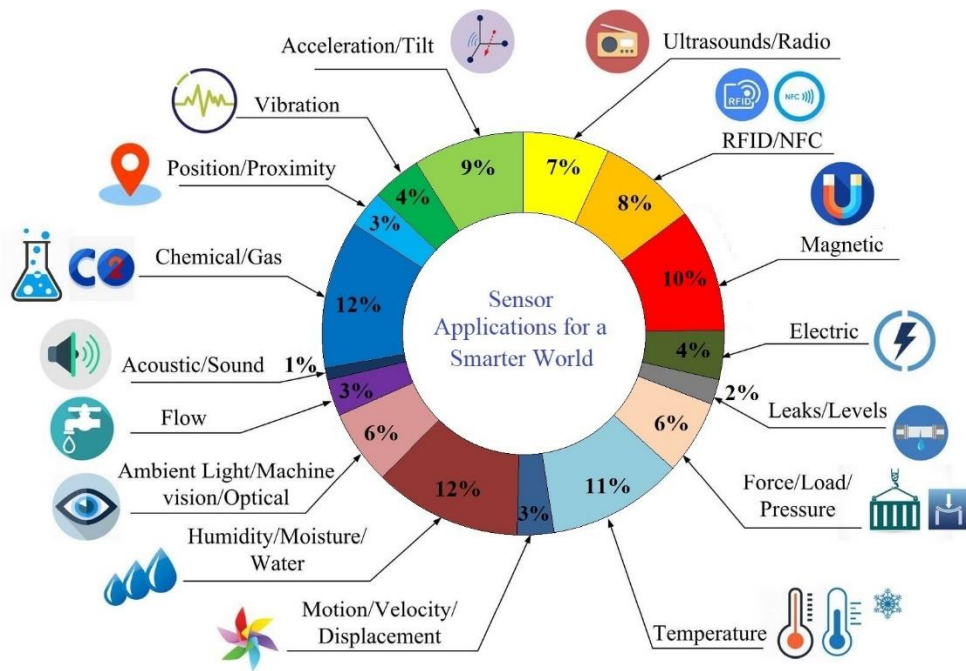 Acceleration/Tilt
Ultrasounds/Radio
Vibration
RFID
NFC
RFID/NFC
Position/Proximity
9%
7%
4%
8%
3%
Magnetic
Chemical/Gas
CO2
12%
10%
Sensor
Applications for a
Smarter World
Electric
4%
Acoustic/Sound
1%
2%
Leaks/Levels
Flow
3%
6%
6%
Ambient Light/Machine
vision/Optical
12%
11%
3%
Force/Load/
Pressure
Humidity/Moisture/
Water
Motion/Velocity/
Displacement
Temperature